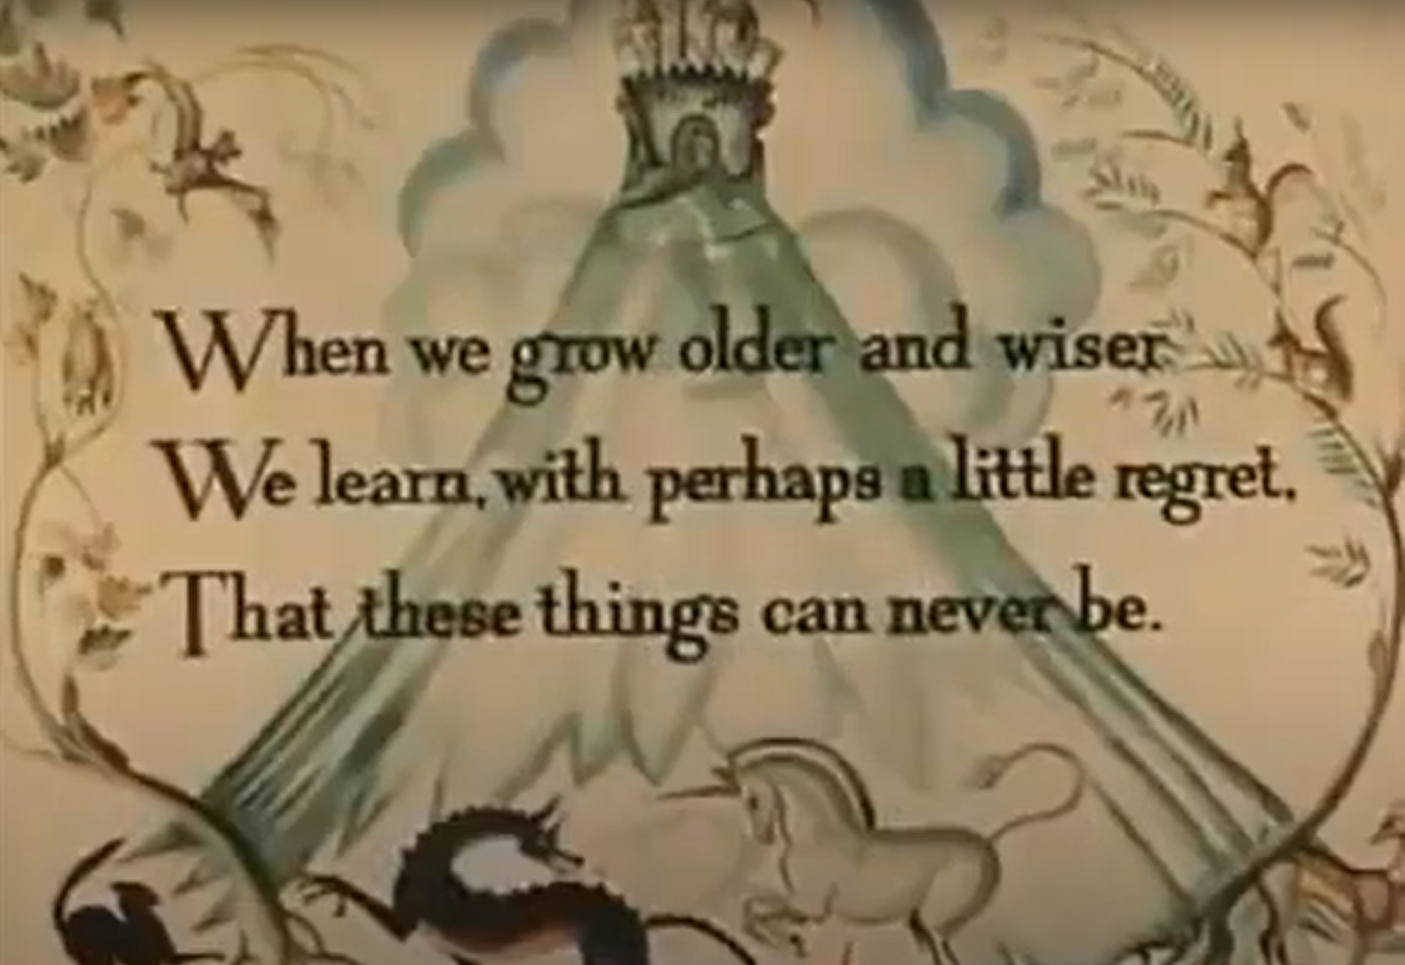 When we grow older and wiser
We learn, with perhaps a little regret,
That these things can never be.